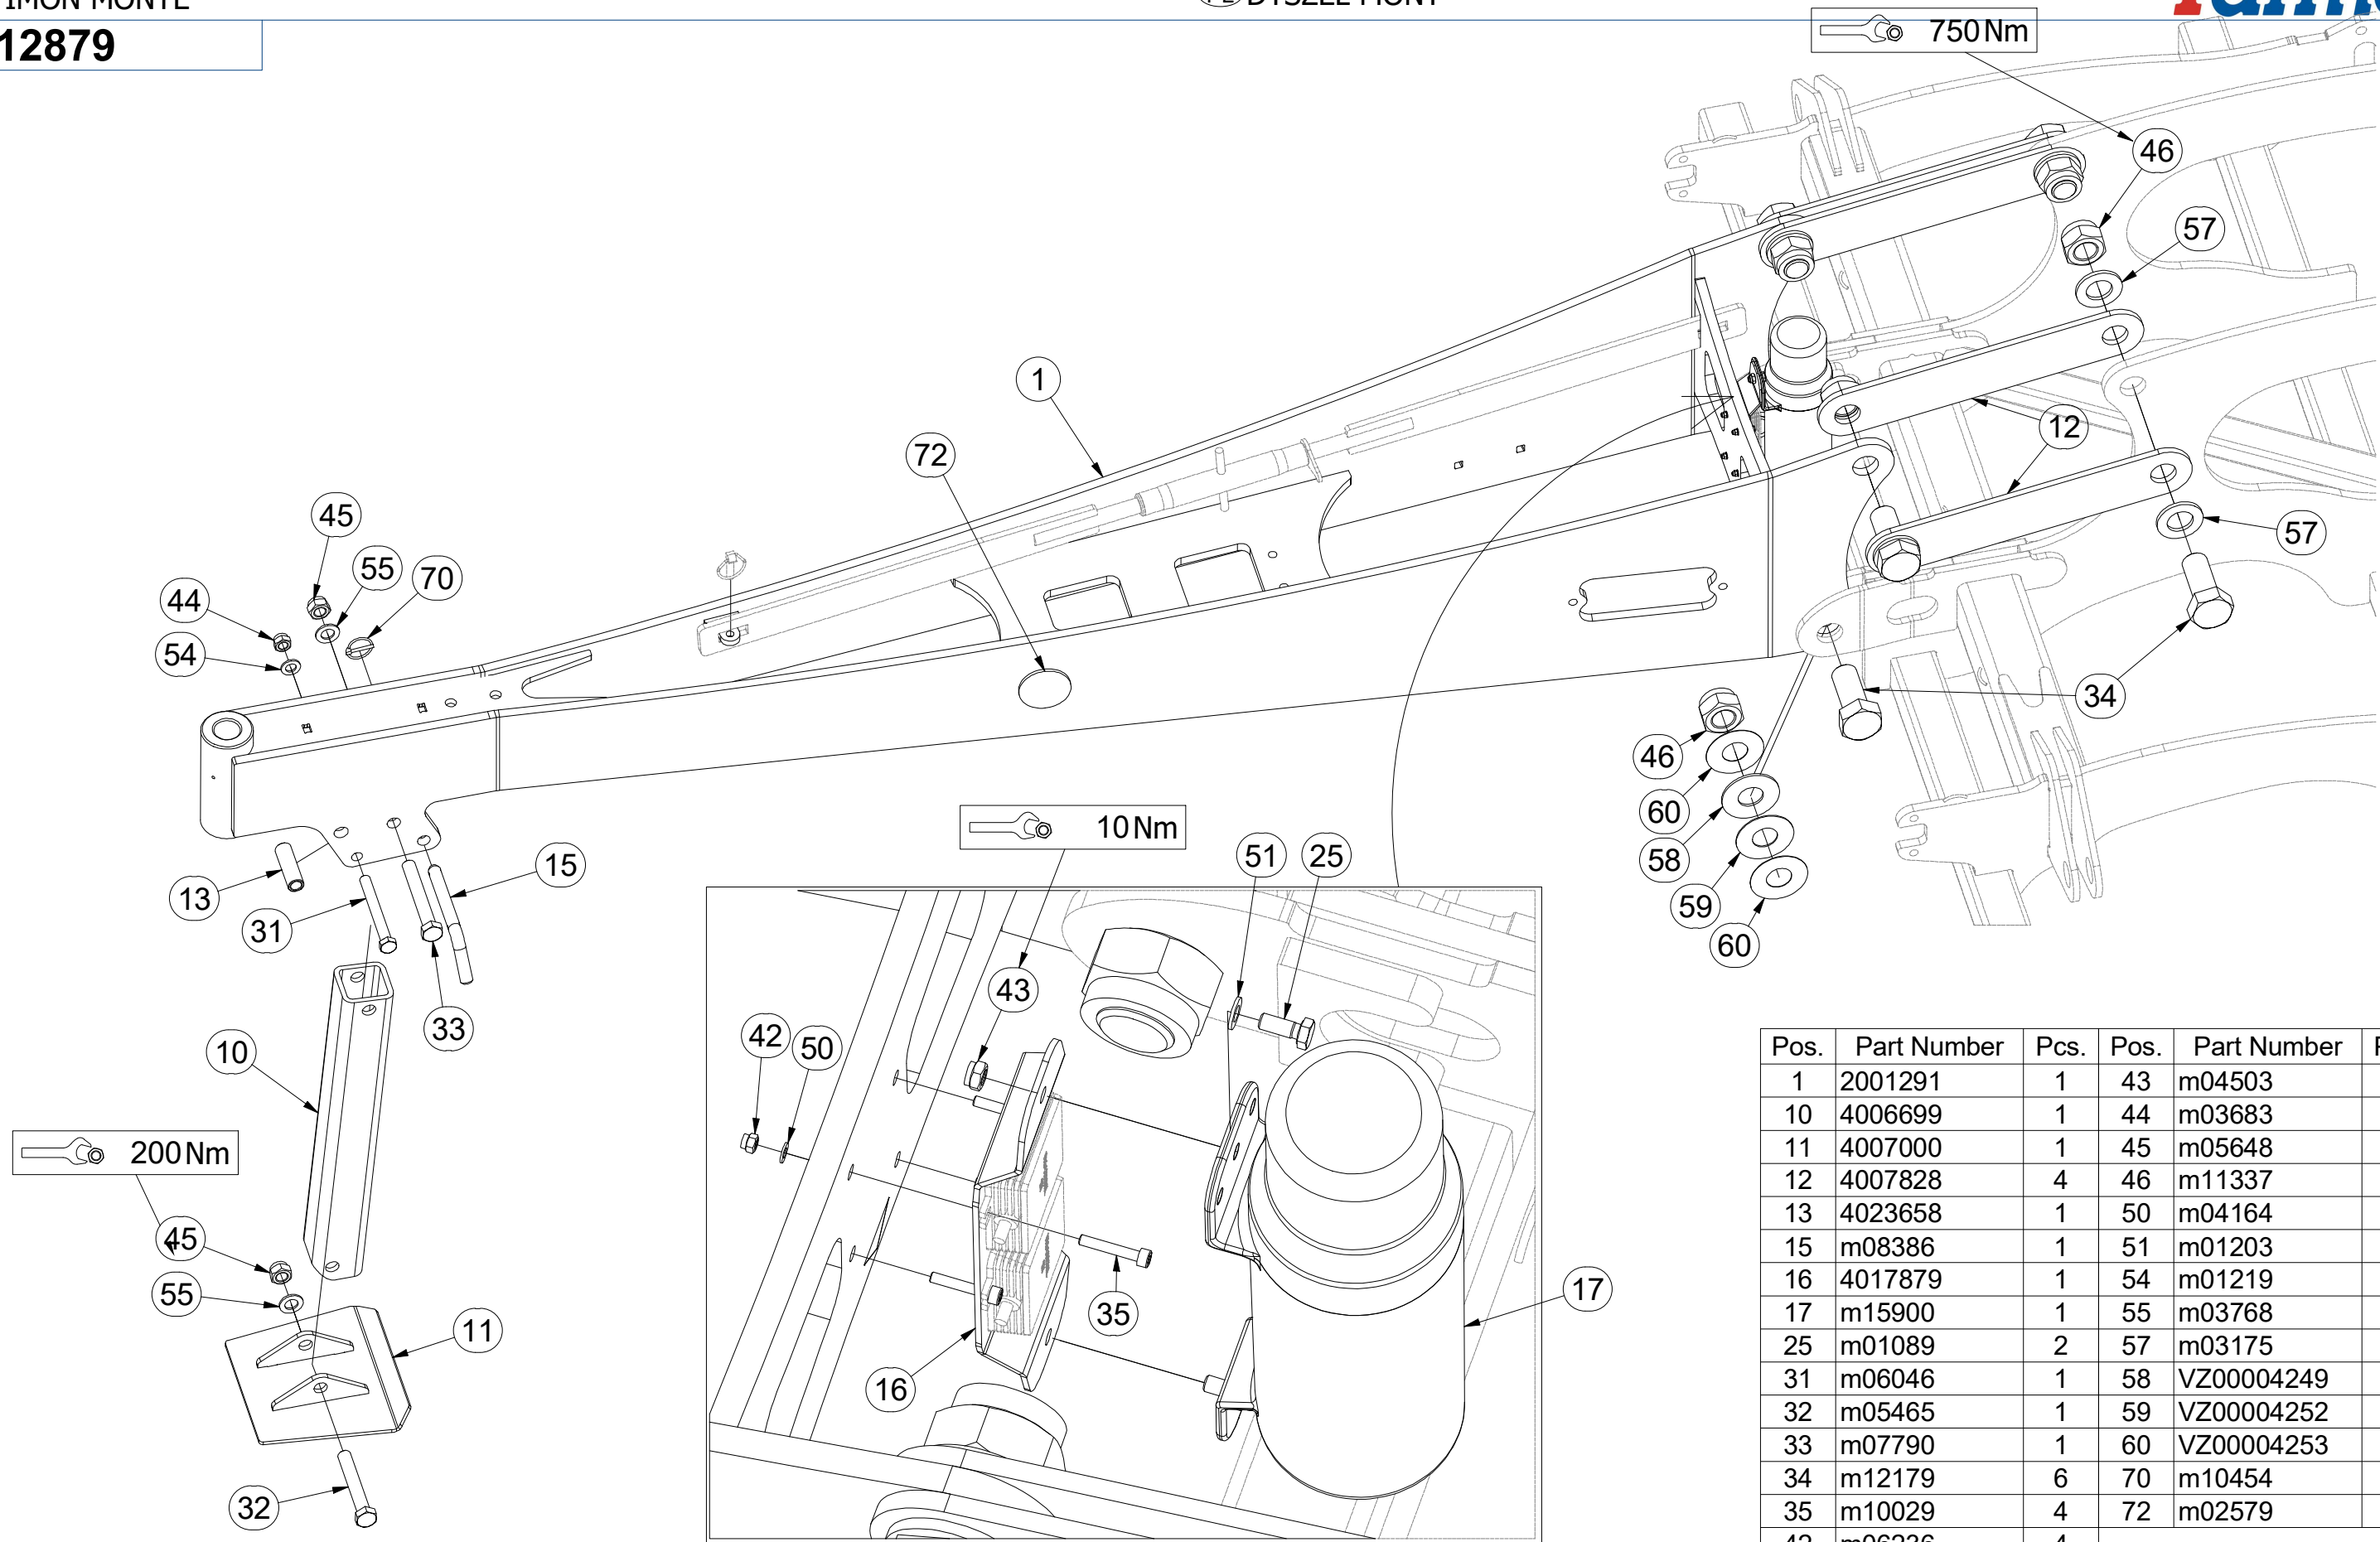 12879
750 Nm
46
57
1
72
12
45
55
70
44
54
57
34
46
60
58
59
60
10 Nm
15
13
31
33
51
25
43
42
50
10
200 Nm
45
55
11
35
17
16
32
Pos. Part Number Pcs. Pos. Part Number
1 2001291 1 43 m04503
10 4006699 1 44 m03683
11 4007000 1 45 m05648
12 4007828 4 46 m11337
13 4023658 1 50 m04164
15 m08386 1 51 m01203
16 4017879 1 54 m01219
17 m15900 1 55 m03768
25 m01089 2 57 m03175
31 m06046 1 58 VZ00004249
32 m05465 1 59 VZ00004252
33 m07790 1 60 VZ00004253
34 m12179 6 70 m10454
35 m10029 4 72 m02579